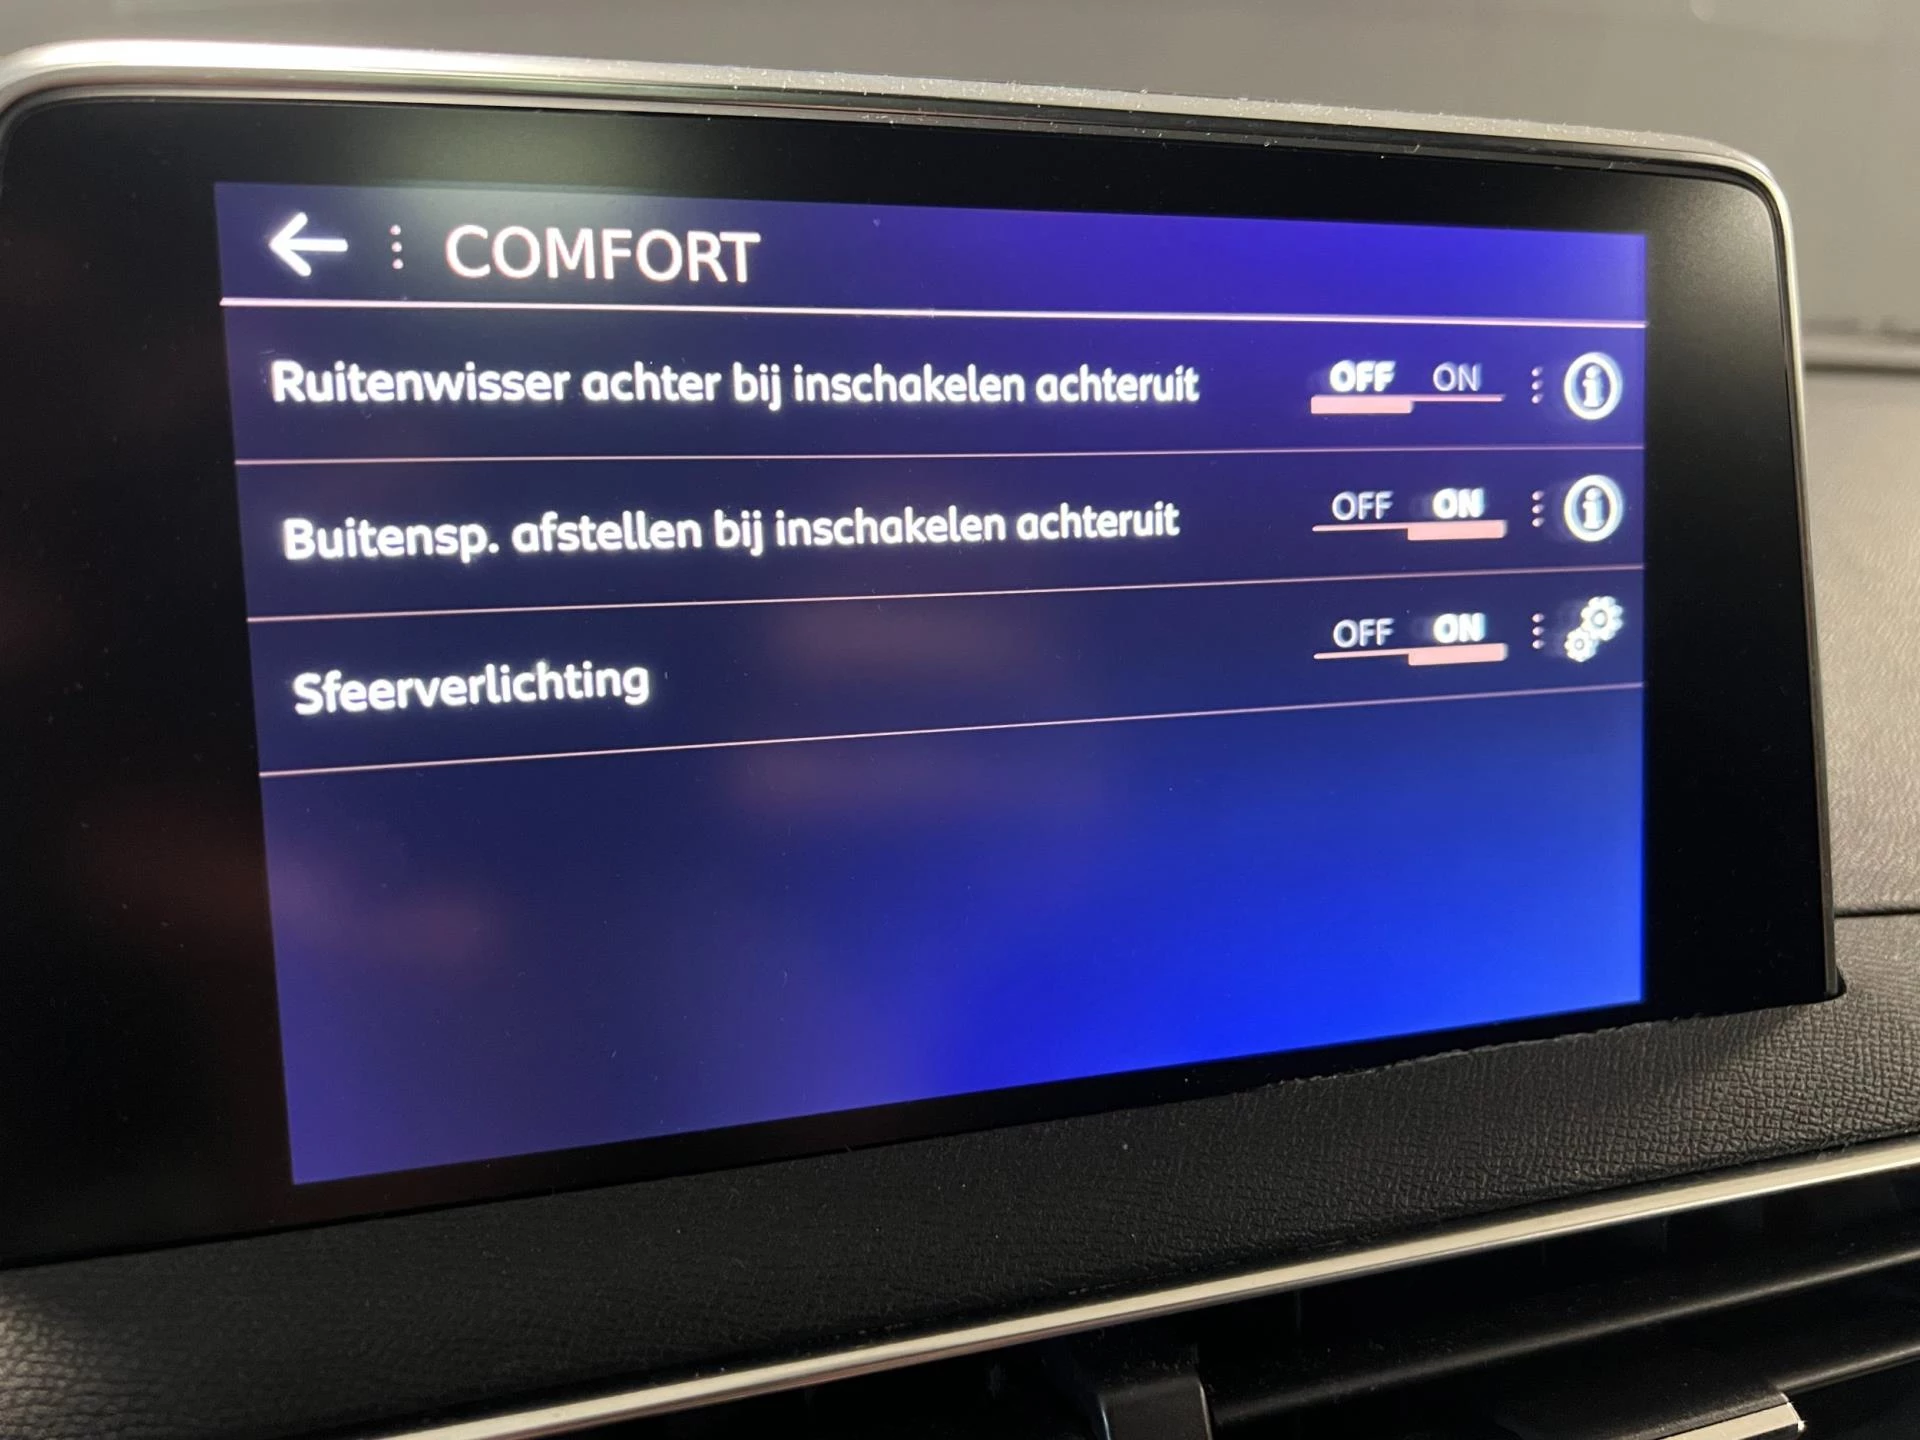 COMFORT
Ruitenwisser achter bij inschakelen achteruit OFF ON
Buitensp. afstellen bij inschakelen achteruit OFF ON
Sfeerverlichting OFF ON